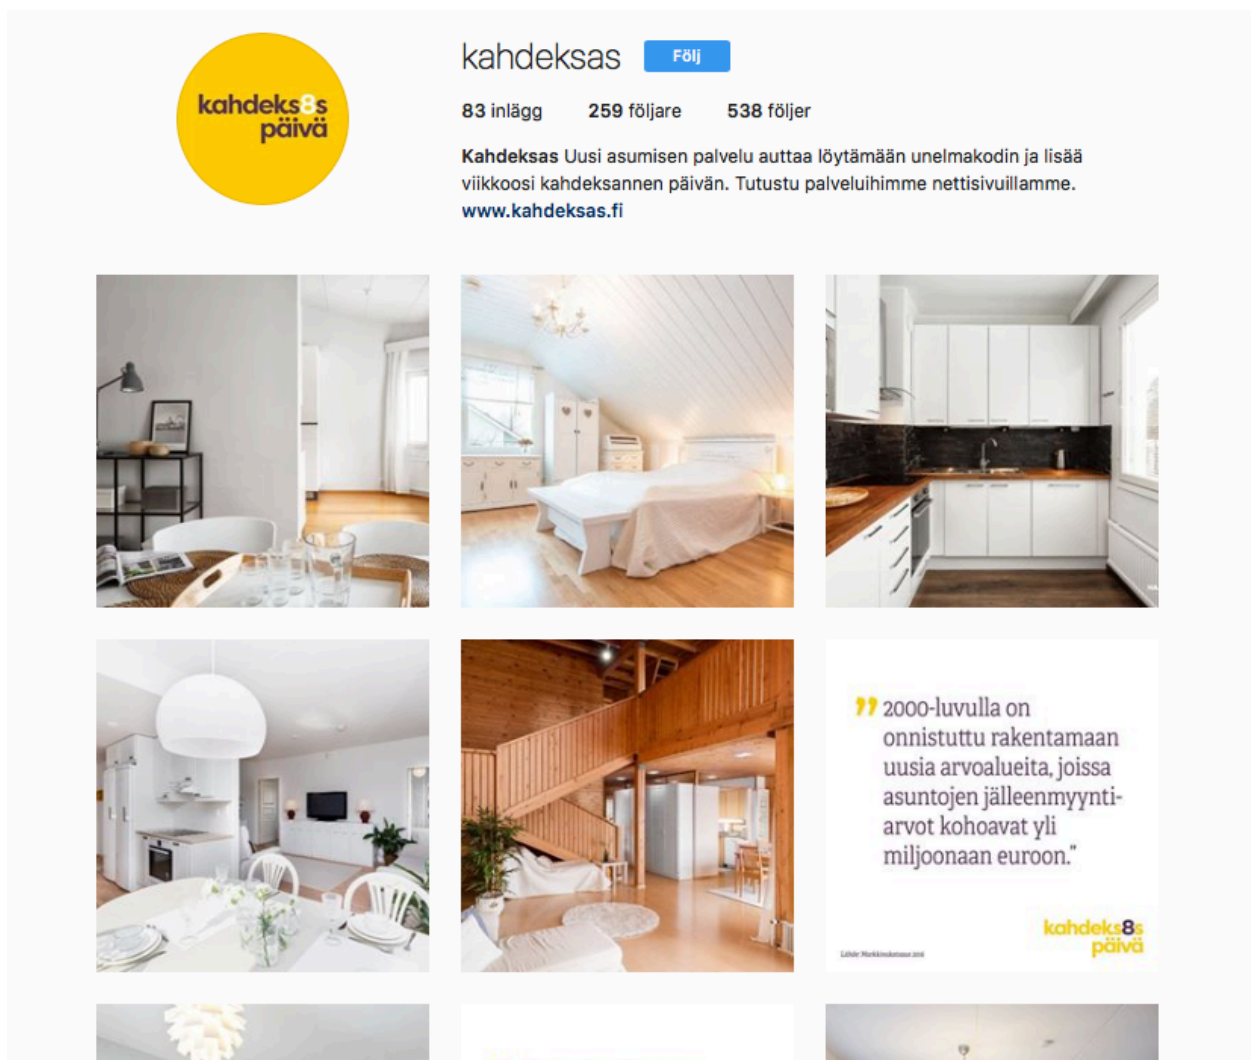 kahdeks8s
päivä
kahdeksas Följ
83 inlägg 259 följare 538 följer
Kahdeksas Uusi asumisen palvelu auttaa löytämään unelmakodin ja lisää
viikkoosi kahdeksannen päivän. Tutustu palveluihimme nettisivuillamme.
www.kahdeksas.fi
” 2000-luvulla on
onnistuttu rakentamaan
uusia arvoalueita, joissa
asuntojen jälleenmyynti-
arvot kohoavat yli
miljoonaan euroon."
kahdeks8s
päivä